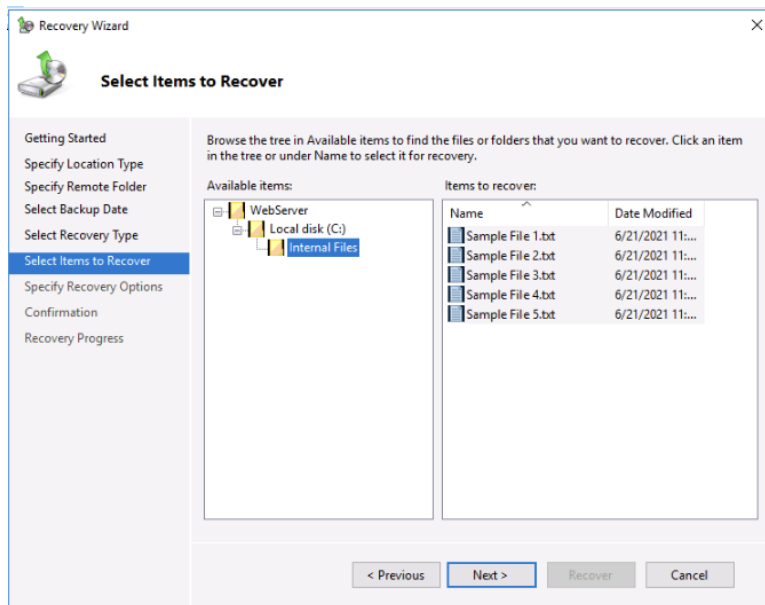 Recovery Wizard
Select Items to Recover
Getting Started
Specify Location Type
Specify Remote Folder
Select Backup Date
Select Recovery Type
Select Items to Recover
Specify Recovery Options
Confirmation
Recovery Progress
Browse the tree in Available items to find the files or folders that you want to recover. Click an item
in the tree or under Name to select it for recovery.
Available items:
WebServer
Local disk (C:)
Internal Files
Items to recover:
Name Date Modified
Sample File 1.txt 6/21/2021 11:...
Sample File 2.txt 6/21/2021 11:...
Sample File 3.txt 6/21/2021 11:...
Sample File 4.txt 6/21/2021 11:...
Sample File 5.txt 6/21/2021 11:...
< Previous Next > Recover Cancel